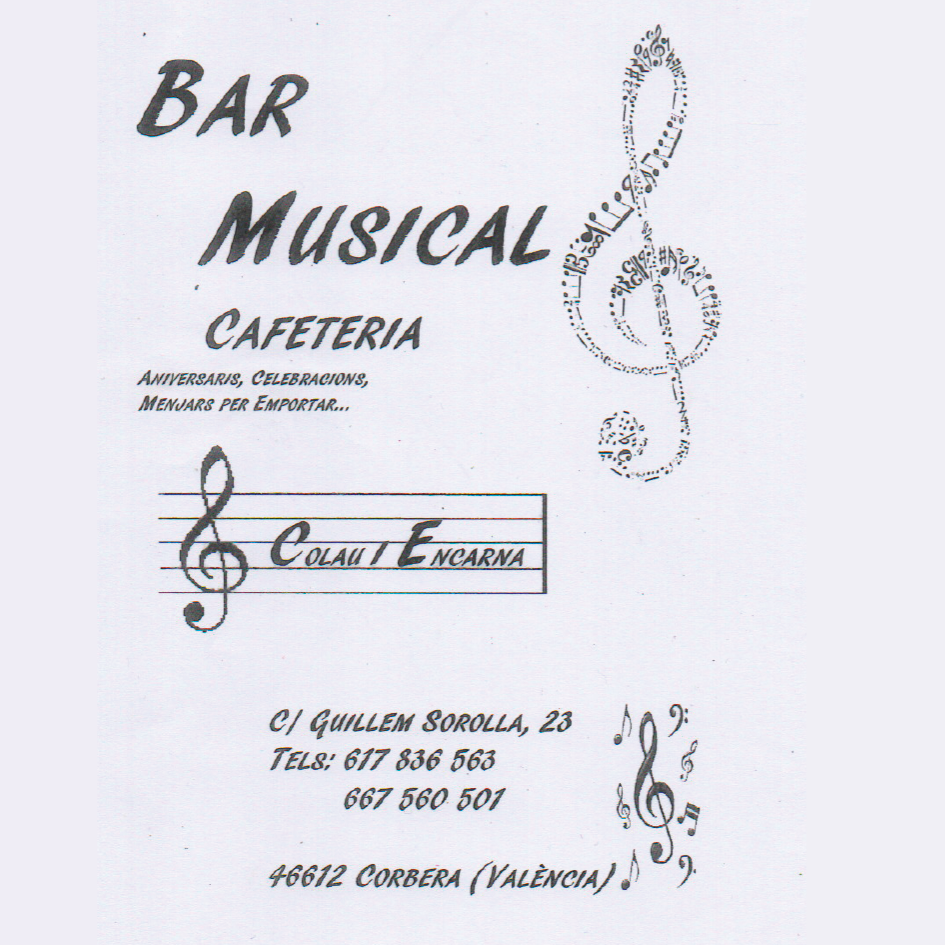 BAR
MUSICAL
CAFETERIA
ANIVERSARIS, CELEBRACIONS,
MENJARS PER EMPORTAR...
COLAU I ENCARNA
C/ GUILLEM SOROLLA, 23
TELS: 617 836 563
667 560 501
46612 CORBERA (VALÈNCIA)